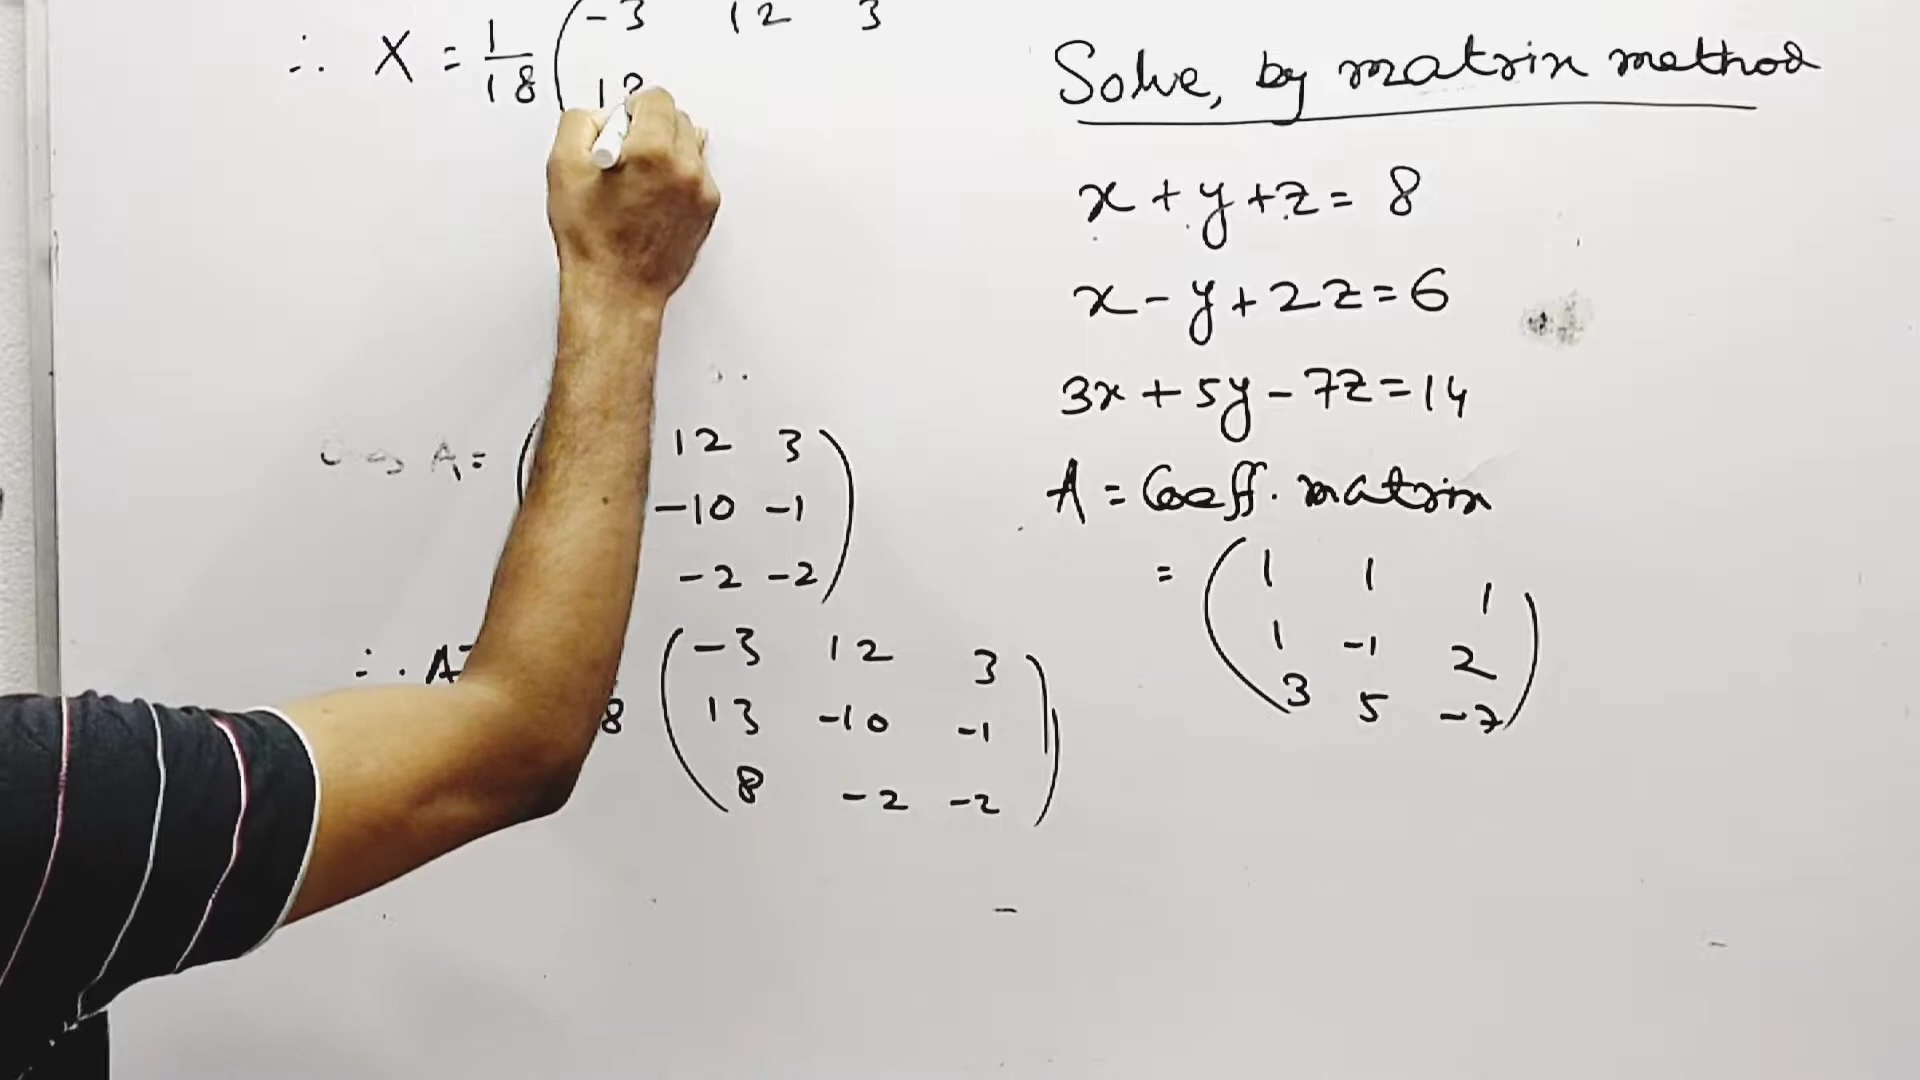 ∴ X = 1/18 ( -3 12 3
1
A = ( 12 3
-10 -1
-2 -2 )
∴ A
8 ( -3 12 3
13 -10 -1
8 -2 -2 )
Solve, by matrix method
x + y + z = 8
x - y + 2z = 6
3x + 5y - 7z = 14
A = Coeff. matrix
= ( 1 1 1
1 -1 2
3 5 -7 )